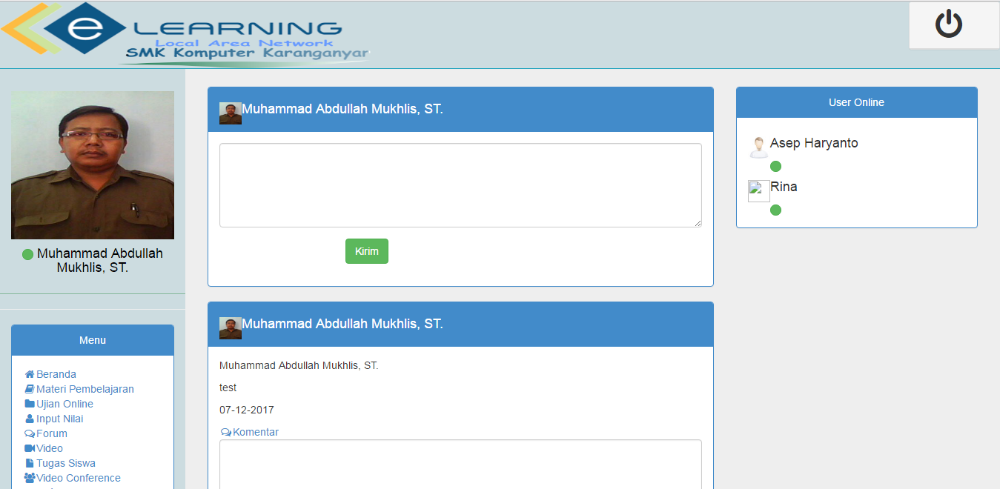 e LEARNING
Local Area Network
SMK Komputer Karanganyar
Muhammad Abdullah
Mukhlis, ST.
Menu
Beranda
Materi Pembelajaran
Ujian Online
Input Nilai
Forum
Video
Tugas Siswa
Video Conference
Muhammad Abdullah Mukhlis, ST.
Kirim
Muhammad Abdullah Mukhlis, ST.
Muhammad Abdullah Mukhlis, ST.
test
07-12-2017
Komentar
User Online
Asep Haryanto
Rina